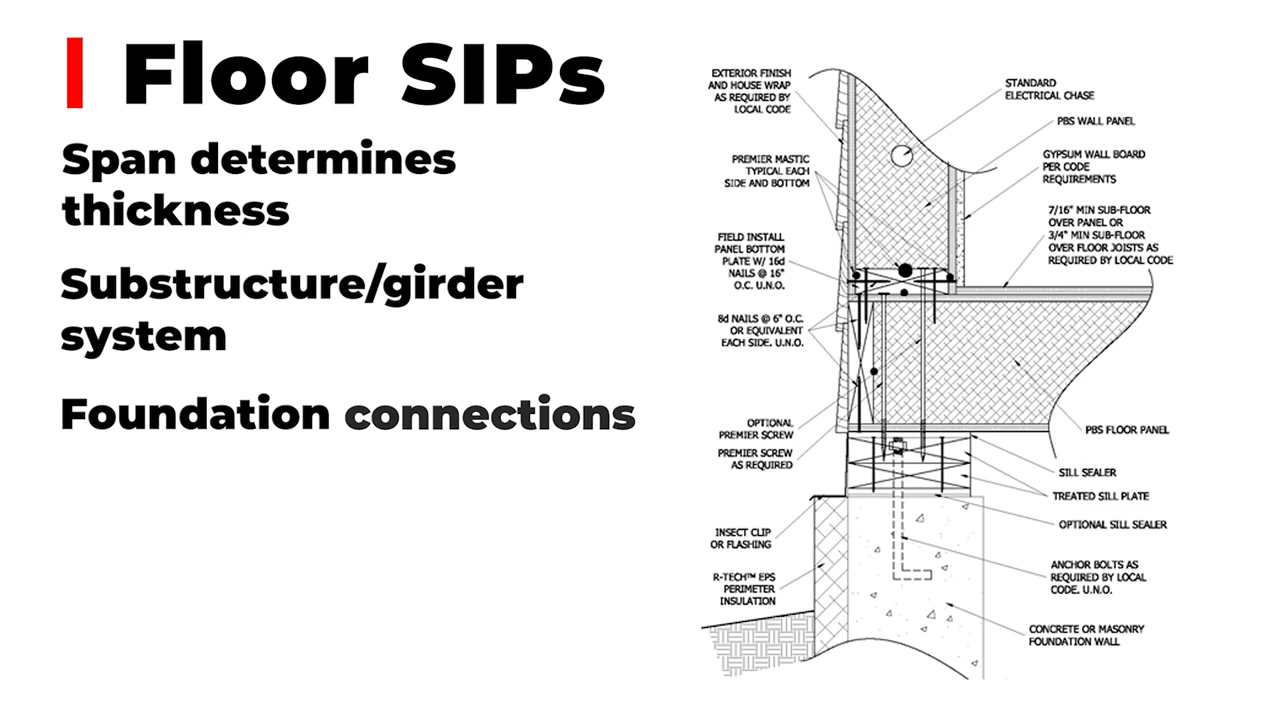 Floor SIPs
Span determines
thickness
Substructure/girder
system
Foundation connections
EXTERIOR FINISH
AND HOUSE WRAP
AS REQUIRED BY
LOCAL CODE
PREMIER MASTIC
TYPICAL EACH
SIDE AND BOTTOM
FIELD INSTALL
PANEL BOTTOM
PLATE W/ 16d
NAILS @ 16"
O.C. U.N.O.
8d NAILS @ 6" O.C.
OR EQUIVALENT
EACH SIDE. U.N.O.
OPTIONAL
PREMIER SCREW
PREMIER SCREW
AS REQUIRED
INSECT CLIP
OR FLASHING
R-TECH™ EPS
PERIMETER
INSULATION
STANDARD
ELECTRICAL CHASE
PBS WALL PANEL
GYPSUM WALL BOARD
PER CODE
REQUIREMENTS
7/16" MIN SUB-FLOOR
OVER PANEL OR
3/4" MIN SUB-FLOOR
OVER FLOOR JOISTS AS
REQUIRED BY LOCAL CODE
PBS FLOOR PANEL
SILL SEALER
TREATED SILL PLATE
OPTIONAL SILL SEALER
ANCHOR BOLTS AS
REQUIRED BY LOCAL
CODE. U.N.O.
CONCRETE OR MASONRY
FOUNDATION WALL